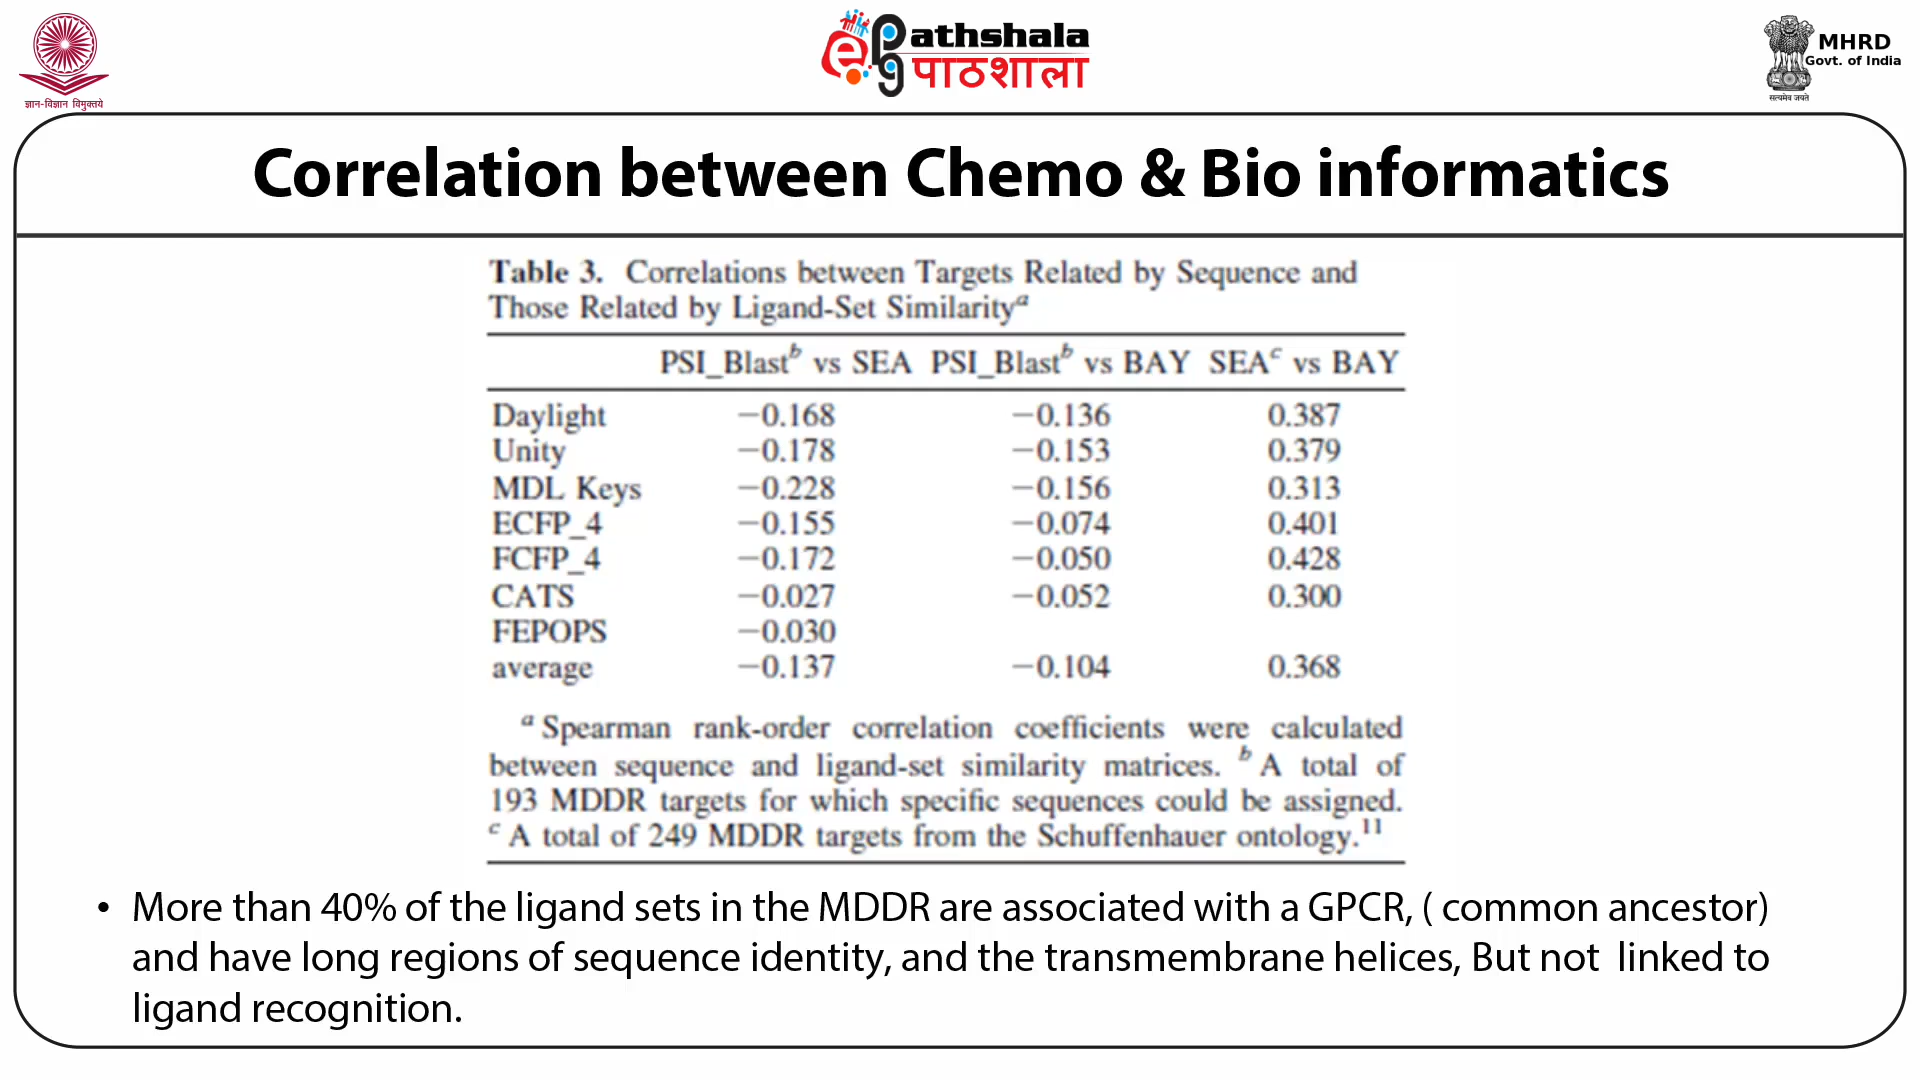 ज्ञान-विज्ञान विमुक्तये
ePathshala
पाठशाला
MHRD
Govt. of India
सत्यमेव जयते
Correlation between Chemo & Bio informatics
Table 3. Correlations between Targets Related by Sequence and
Those Related by Ligand-Set Similarity^a
PSI_Blast^b vs SEA PSI_Blast^b vs BAY SEA^c vs BAY
Daylight −0.168 −0.136 0.387
Unity −0.178 −0.153 0.379
MDL Keys −0.228 −0.156 0.313
ECFP_4 −0.155 −0.074 0.401
FCFP_4 −0.172 −0.050 0.428
CATS −0.027 −0.052 0.300
FEPOPS −0.030
average −0.137 −0.104 0.368
^a Spearman rank-order correlation coefficients were calculated
between sequence and ligand-set similarity matrices. ^b A total of
193 MDDR targets for which specific sequences could be assigned.
^c A total of 249 MDDR targets from the Schuffenhauer ontology.^11
• More than 40% of the ligand sets in the MDDR are associated with a GPCR, ( common ancestor)
and have long regions of sequence identity, and the transmembrane helices, But not linked to
ligand recognition.